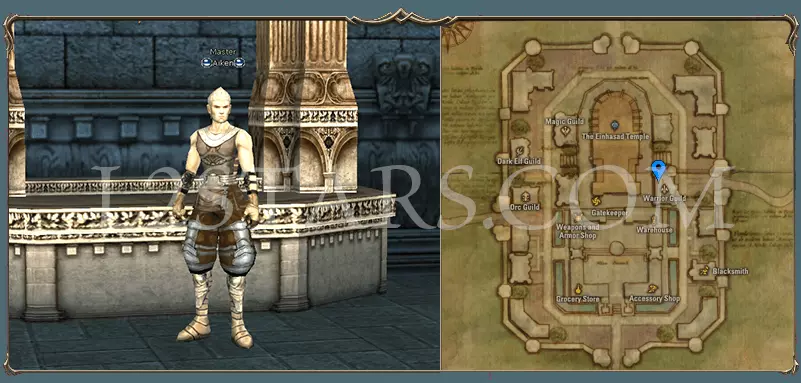 Master
Aiken
L2STARS.COM
Magic Guild
The Einhasad Temple
Dark Elf Guild
Warrior Guild
Orc Guild
Gatekeeper
Weapons and
Armor Shop
Warehouse
Blacksmith
Grocery Store
Accessory Shop